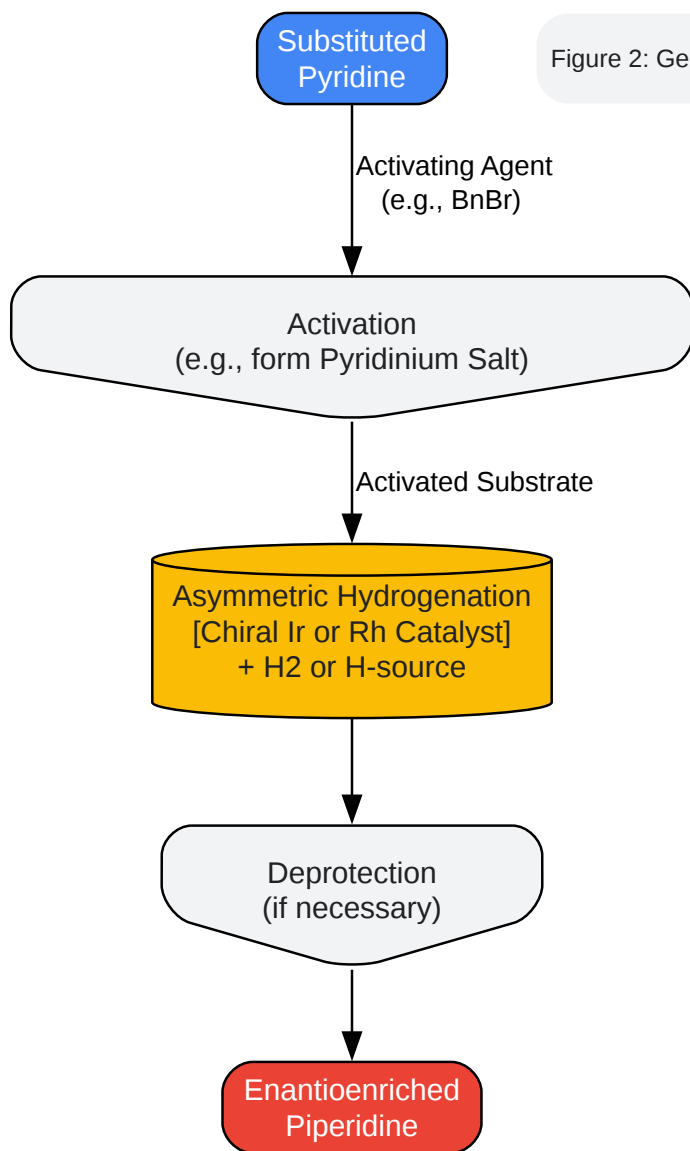 Substituted
Pyridine
Figure 2: Ge
Activating Agent
(e.g., BnBr)
Activation
(e.g., form Pyridinium Salt)
Activated Substrate
Asymmetric Hydrogenation
[Chiral Ir or Rh Catalyst]
+ H2 or H-source
Deprotection
(if necessary)
Enantioenriched
Piperidine